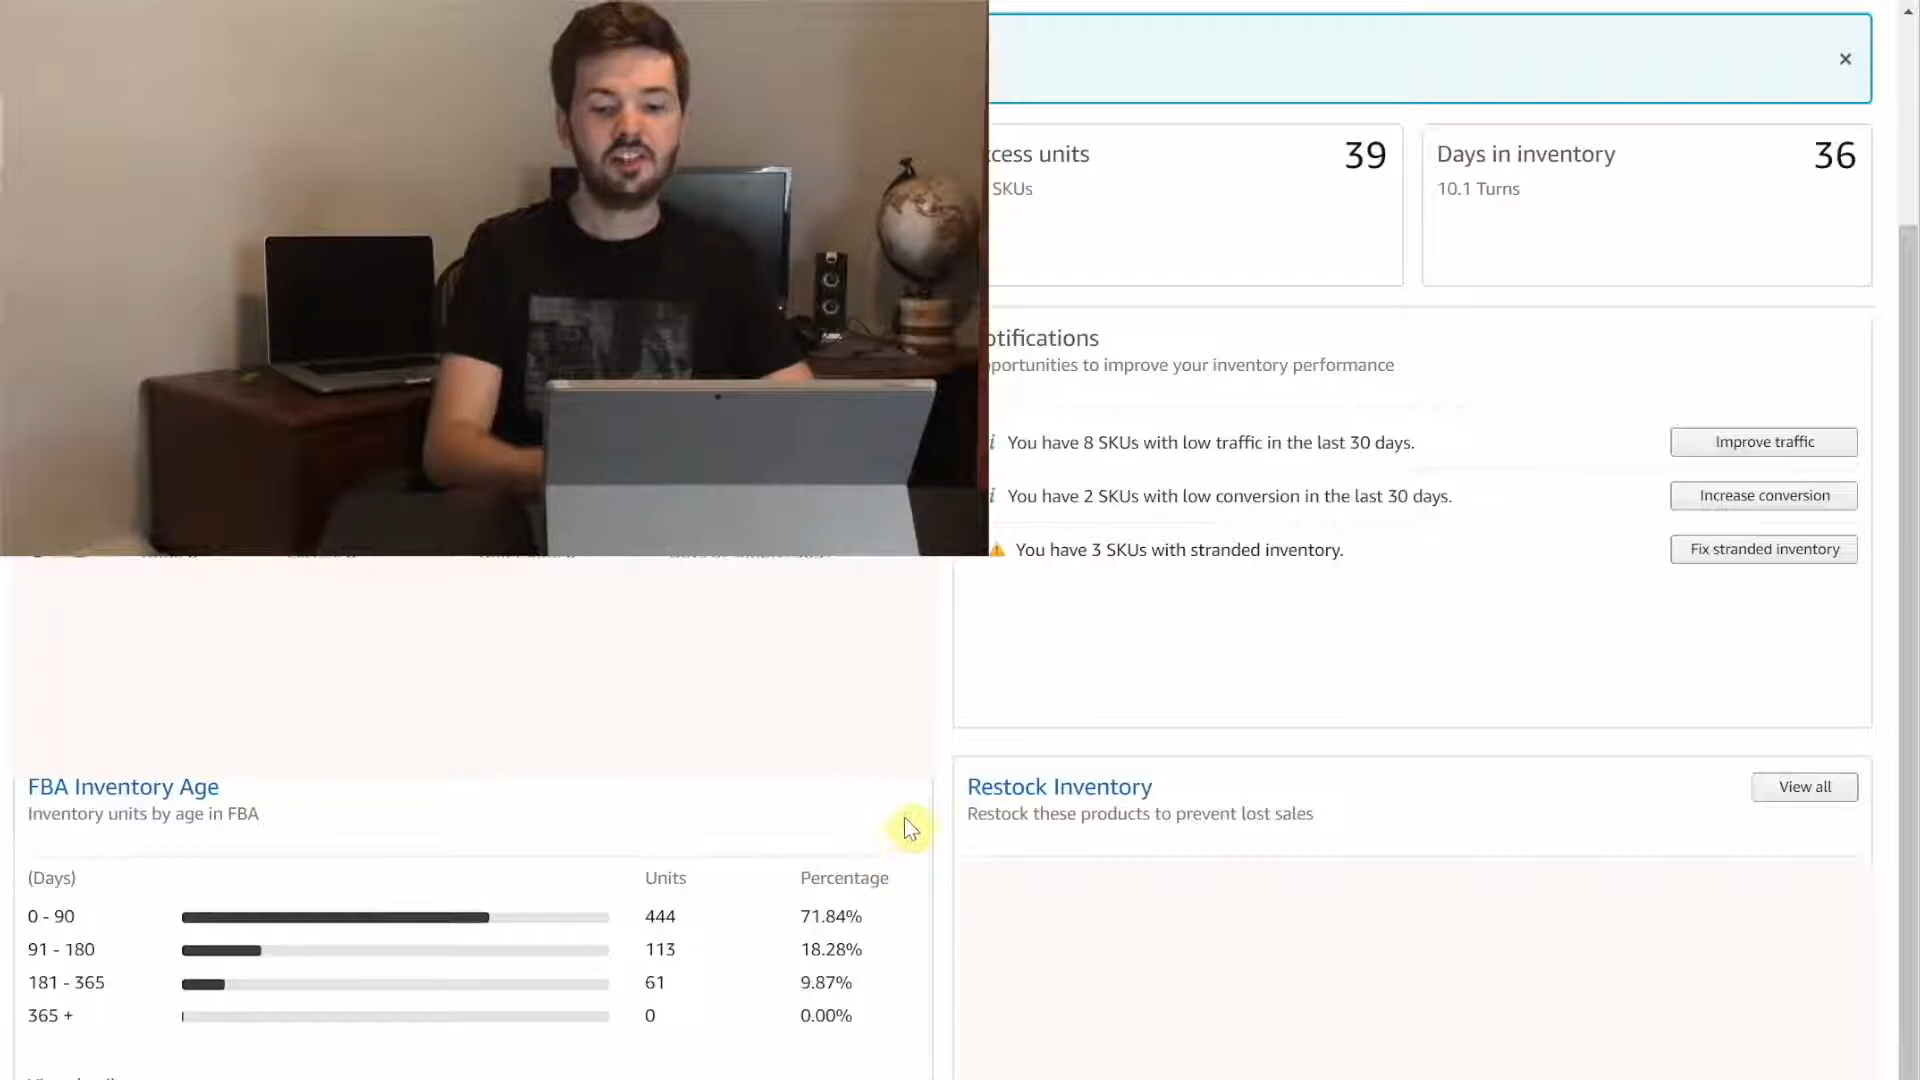 ×
cess units
39
SKUs
Days in inventory
36
10.1 Turns
otifications
portunities to improve your inventory performance
You have 8 SKUs with low traffic in the last 30 days.
Improve traffic
You have 2 SKUs with low conversion in the last 30 days.
Increase conversion
You have 3 SKUs with stranded inventory.
Fix stranded inventory
FBA Inventory Age
Inventory units by age in FBA
(Days) Units Percentage
0 - 90 444 71.84%
91 - 180 113 18.28%
181 - 365 61 9.87%
365 + 0 0.00%
Restock Inventory
View all
Restock these products to prevent lost sales